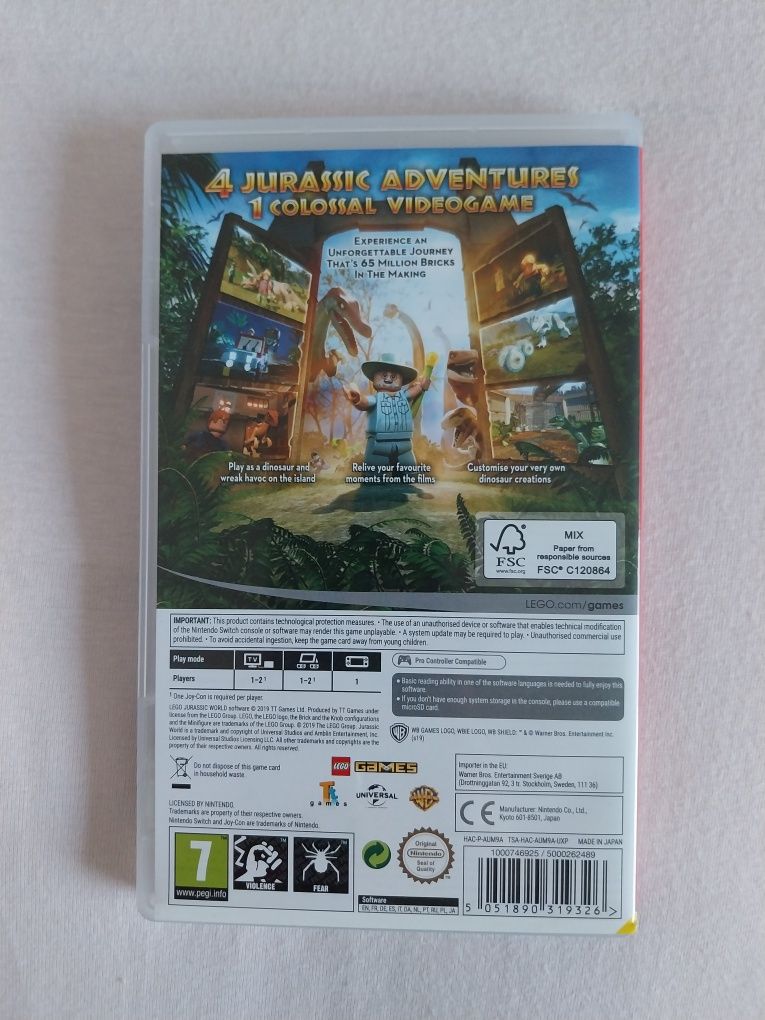 4 JURASSIC ADVENTURES
1 COLOSSAL VIDEOGAME
EXPERIENCE AN
UNFORGETTABLE JOURNEY
THAT'S 65 MILLION BRICKS
IN THE MAKING
Play as a dinosaur and
wreak havoc on the island
Relive your favourite
moments from the films
Customise your very own
dinosaur creations
FSC
www.fsc.org
MIX
Paper from
responsible sources
FSC® C120864
LEGO.com/games
IMPORTANT: This product contains technological protection measures. • The use of an unauthorised device or software that enables technical modification
of the Nintendo Switch console or software may render this game unplayable. • A system update may be required to play. • Unauthorised commercial use
prohibited. • To avoid accidental ingestion, keep the game card away from young children.
Play mode
TV
Players
1-2¹
1-2¹
1
¹ One Joy-Con is required per player.
Pro Controller Compatible
• Basic reading ability in one of the software languages is needed to fully enjoy this
software.
• If you don't have enough system storage in the console, please use a compatible
microSD card.
LEGO JURASSIC WORLD software © 2019 TT Games Ltd. Produced by TT Games under
license from the LEGO Group. LEGO, the LEGO logo, the Brick and the Knob configurations
and the Minifigure are trademarks of the LEGO Group. © 2019 The LEGO Group. Jurassic
World is a trademark and copyright of Universal Studios and Amblin Entertainment, Inc.
Licensed by Universal Studios Licensing LLC. All other trademarks and copyrights are the
property of their respective owners. All rights reserved.
WB GAMES LOGO, WBIE LOGO, WB SHIELD: ™ & © Warner Bros. Entertainment Inc.
(s19)
Do not dispose of this game card
in household waste.
LEGO GAMES
Tt
games
UNIVERSAL
WB
Importer in the EU:
Warner Bros. Entertainment Sverige AB
(Drottninggatan 92, 3 tr. Stockholm, Sweden, 111 36)
CE
Manufacturer: Nintendo Co., Ltd.,
Kyoto 601-8501, Japan
LICENSED BY NINTENDO.
Trademarks are property of their respective owners.
Nintendo Switch and Joy-Con are trademarks of Nintendo.
HAC-P-AUM9A TSA-HAC-AUM9A-UXP MADE IN JAPAN
7
www.pegi.info
VIOLENCE
FEAR
Original
Nintendo
Seal of
Quality
Software
EN, FR, DE, ES, IT, DA, NL, PT, RU, PL, JA
1000746925 / 5000262489
5 051890 319326 >